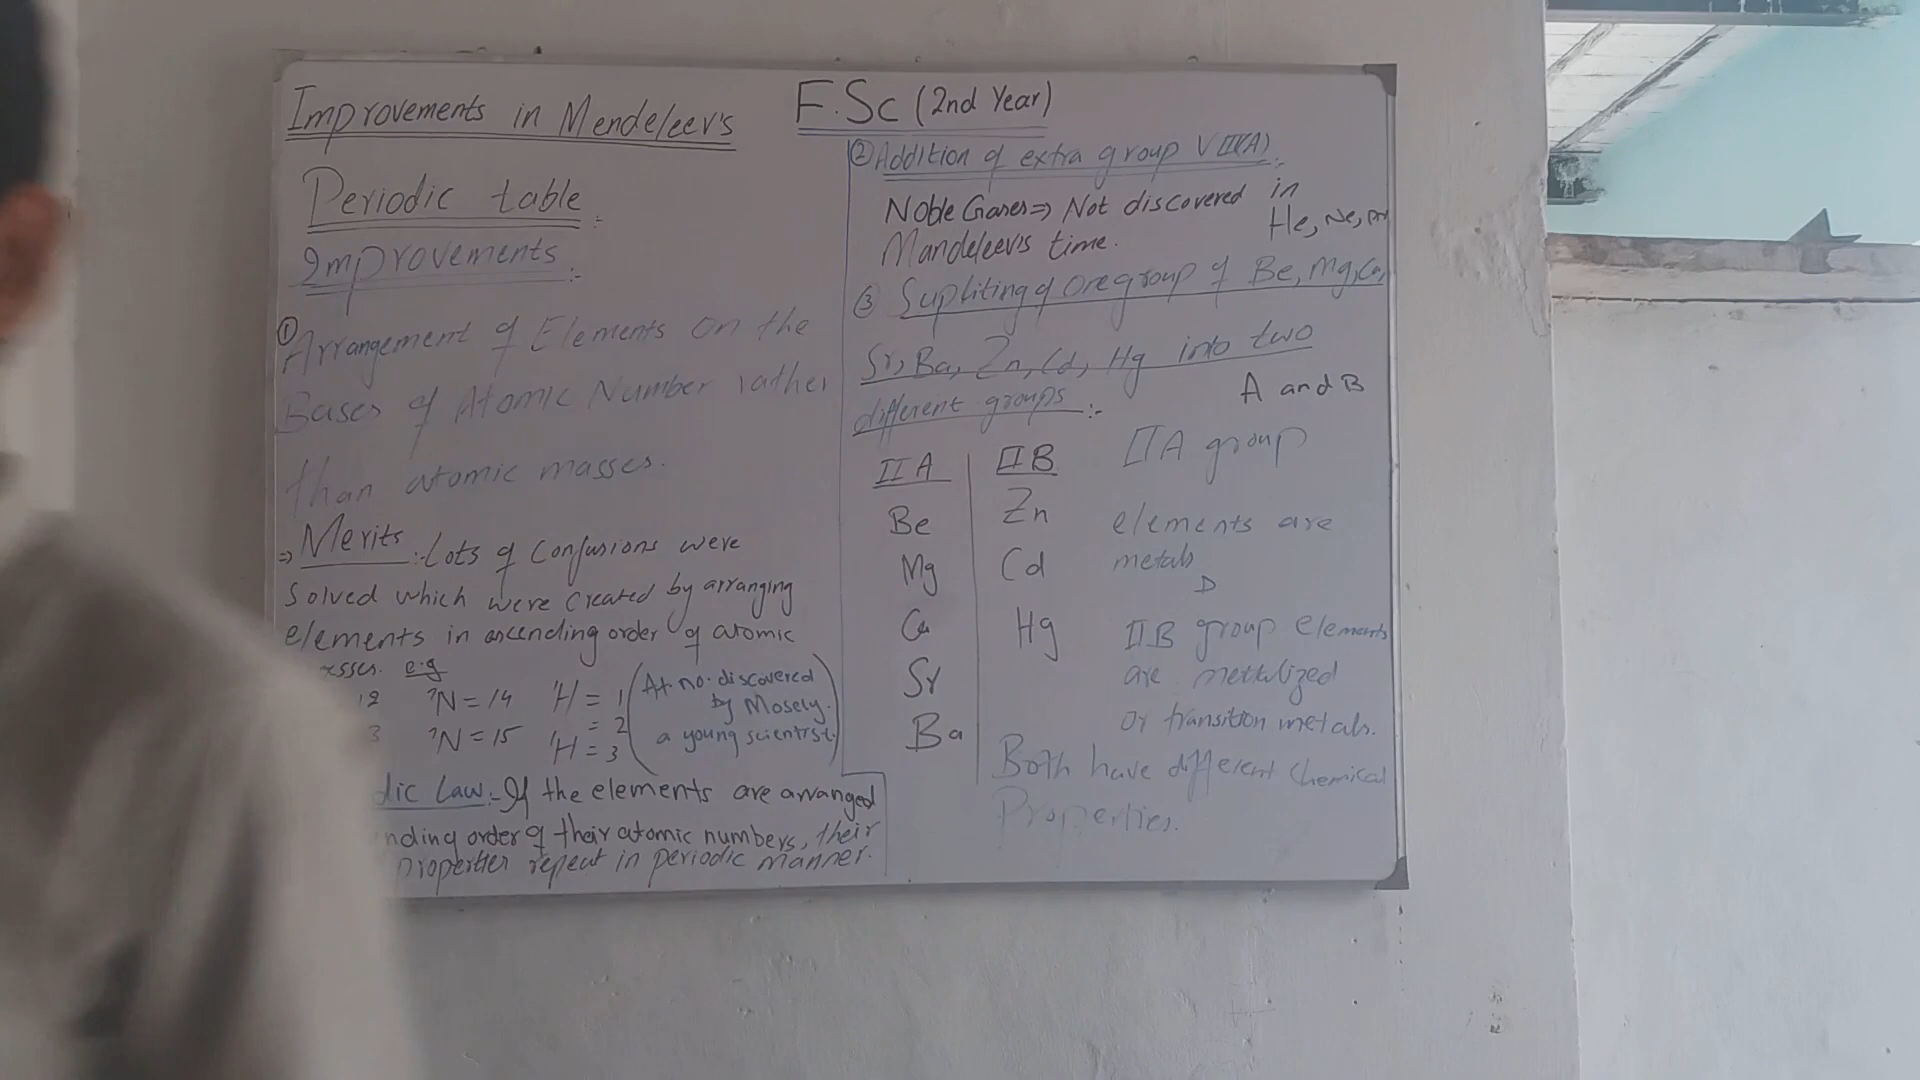 Improvements in Mendeleev's
Periodic table :
Improvements :-
① Arrangement of Elements on the
Bases of Atomic Number rather
than atomic masses.
⇒ Merits :- Lots of Confusions were
Solved which were created by arranging
elements in ascending order of atomic
sses. e.g
12 ⁷N = 14 ¹H = 1
3 ⁷N = 15 = 2
¹H = 3
(At. no. discovered
by Mosely.
a young scientist.)
dic Law:- If the elements are arranged
nding order of their atomic numbers, their
properties repeat in periodic manner.
F.Sc (2nd Year)
② Addition of extra group VIII(A) :-
Noble Gases ⇒ Not discovered in
Mandeleev's time. He, Ne, Ar
③ Supliting of one group of Be, Mg, Ca,
Sr, Ba, Zn, Cd, Hg into two
different groups :- A and B
IIA
Be
Mg
Ca
Sr
Ba
IIB
Zn
Cd
Hg
IIA group
elements are
metals
IIB group elements
are mettalized
or transition metals.
Both have different Chemical
Properties.